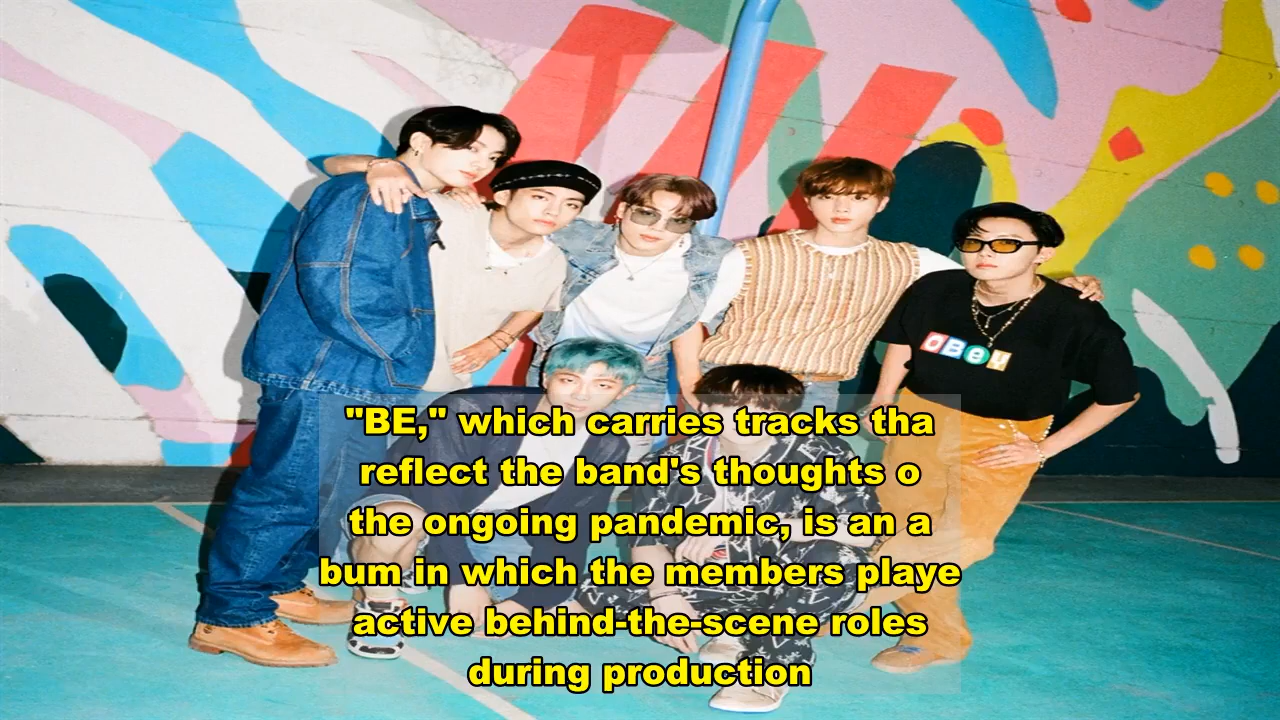 OBEY
"BE," which carries tracks tha
reflect the band's thoughts o
the ongoing pandemic, is an a
bum in which the members playe
active behind-the-scene roles
during production